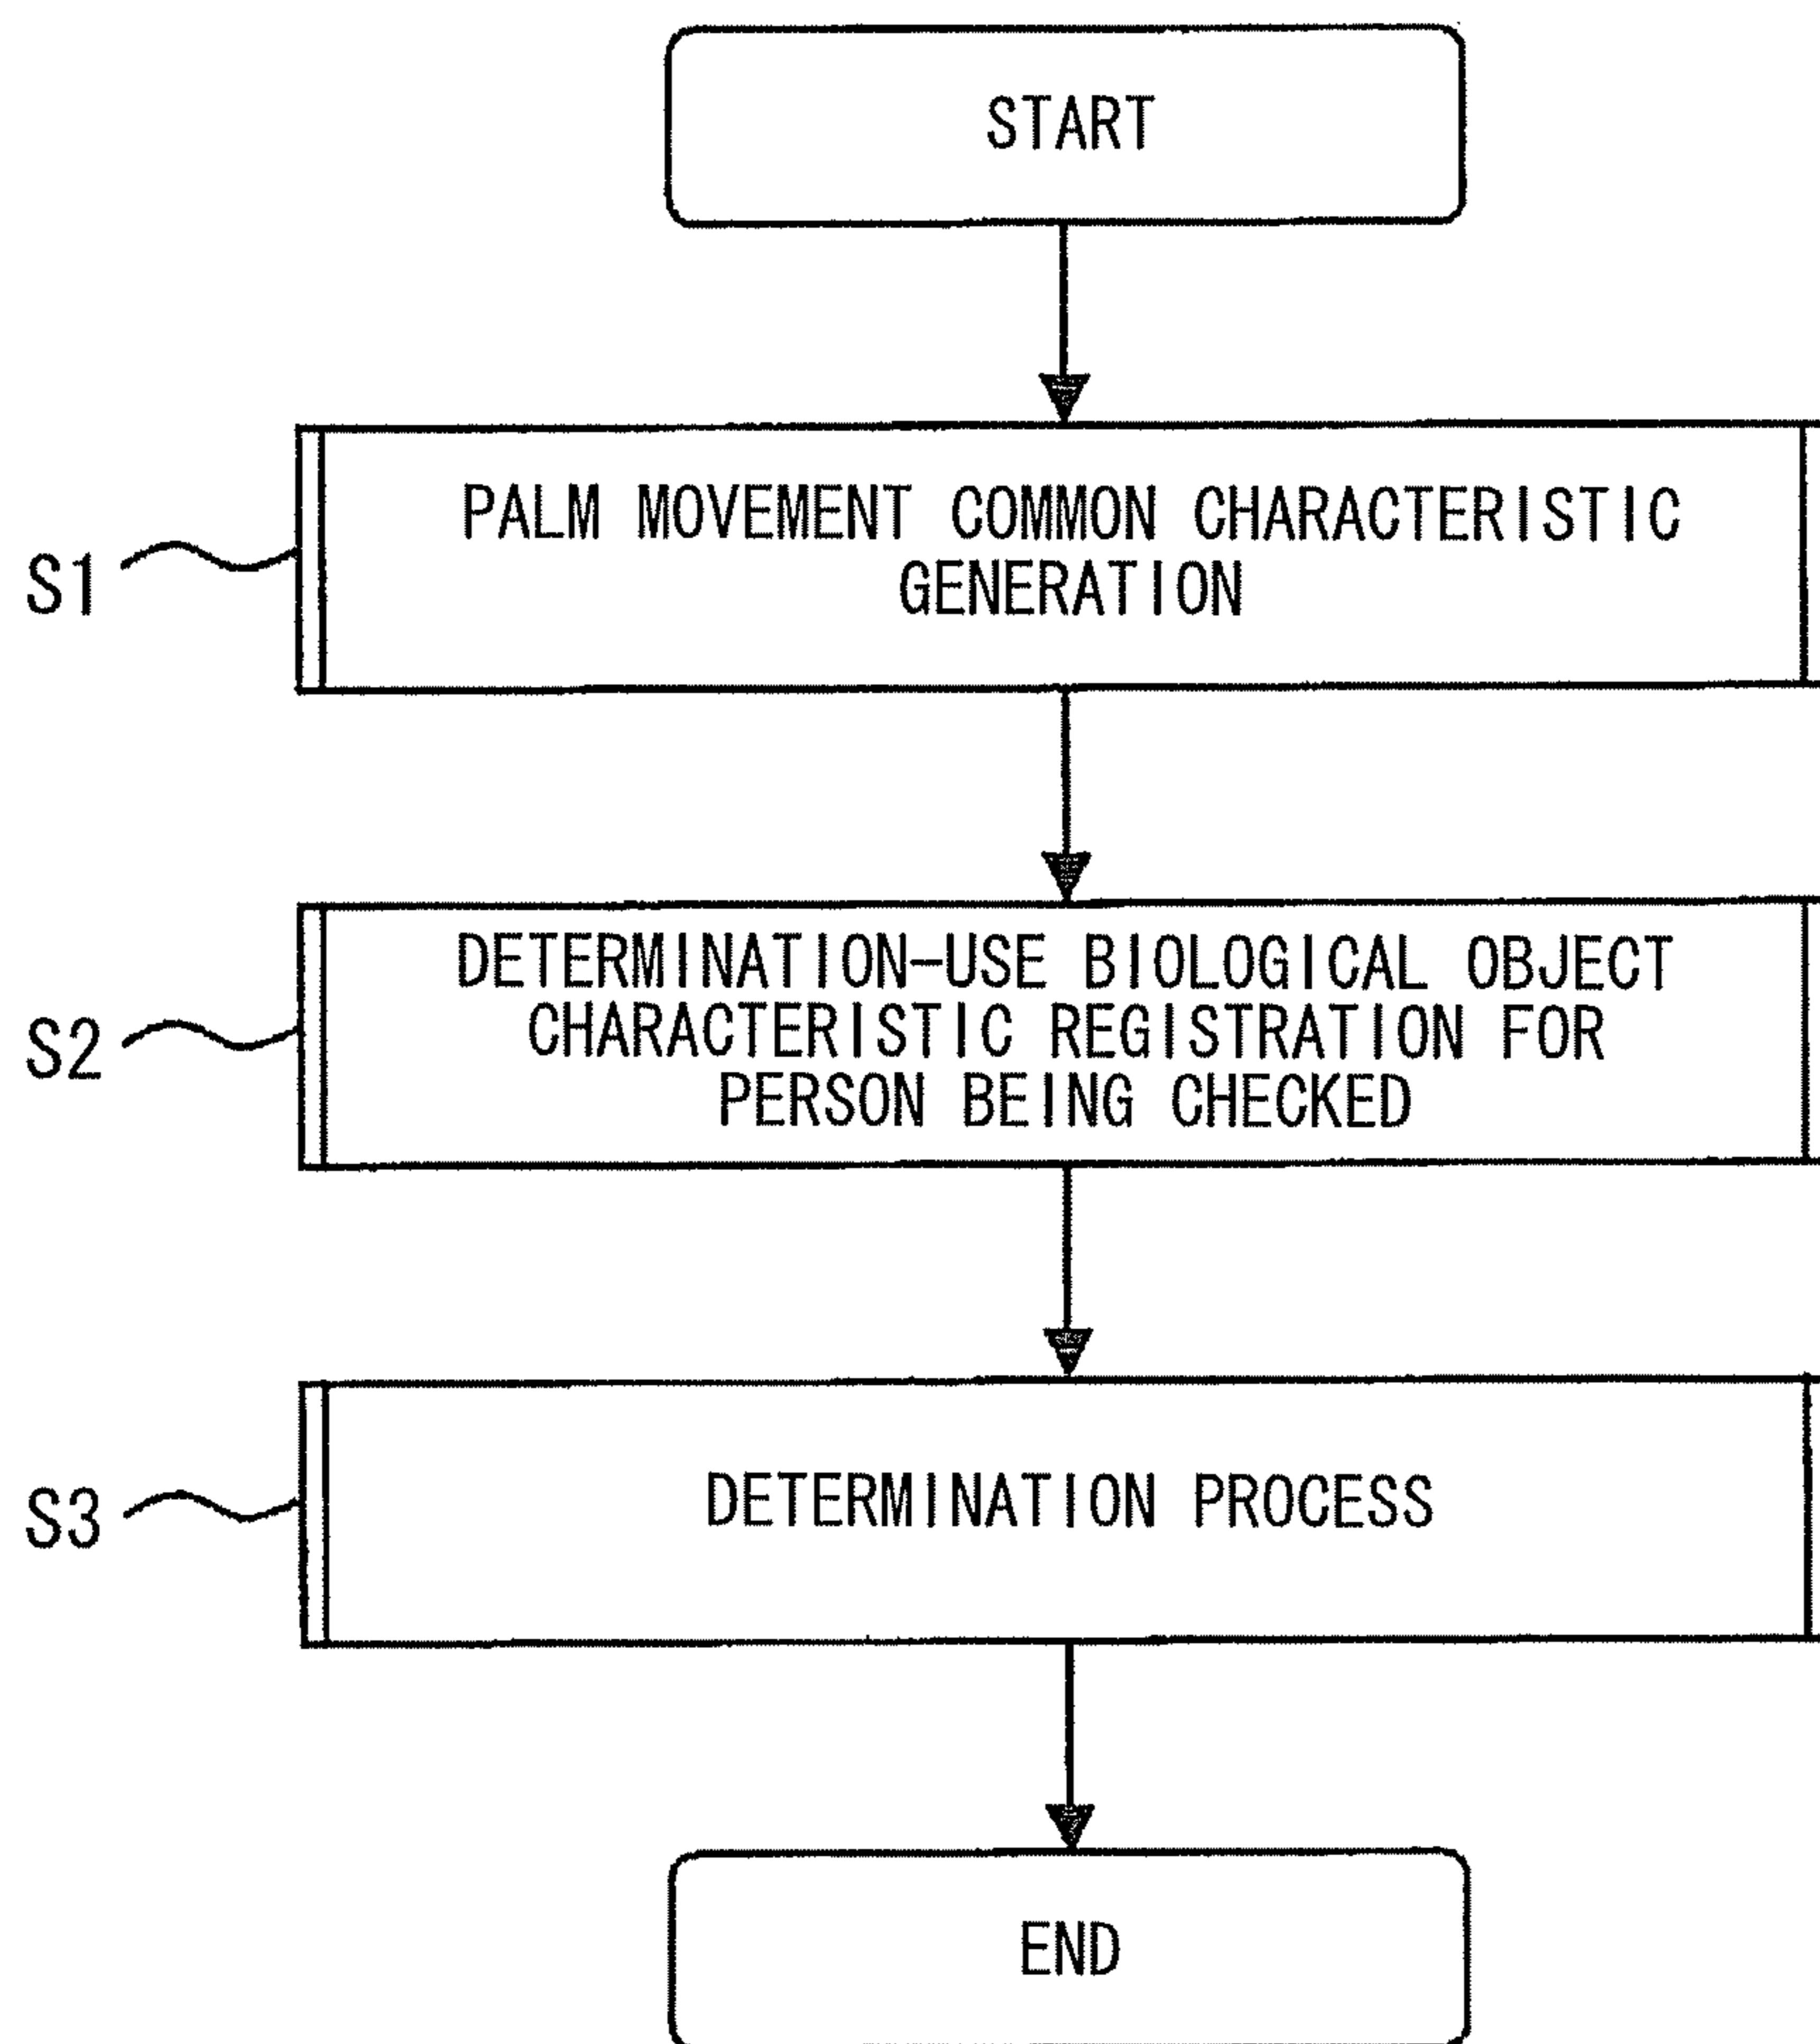 START
S1
PALM MOVEMENT COMMON CHARACTERISTIC
GENERATION
S2
DETERMINATION-USE BIOLOGICAL OBJECT
CHARACTERISTIC REGISTRATION FOR
PERSON BEING CHECKED
S3
DETERMINATION PROCESS
END